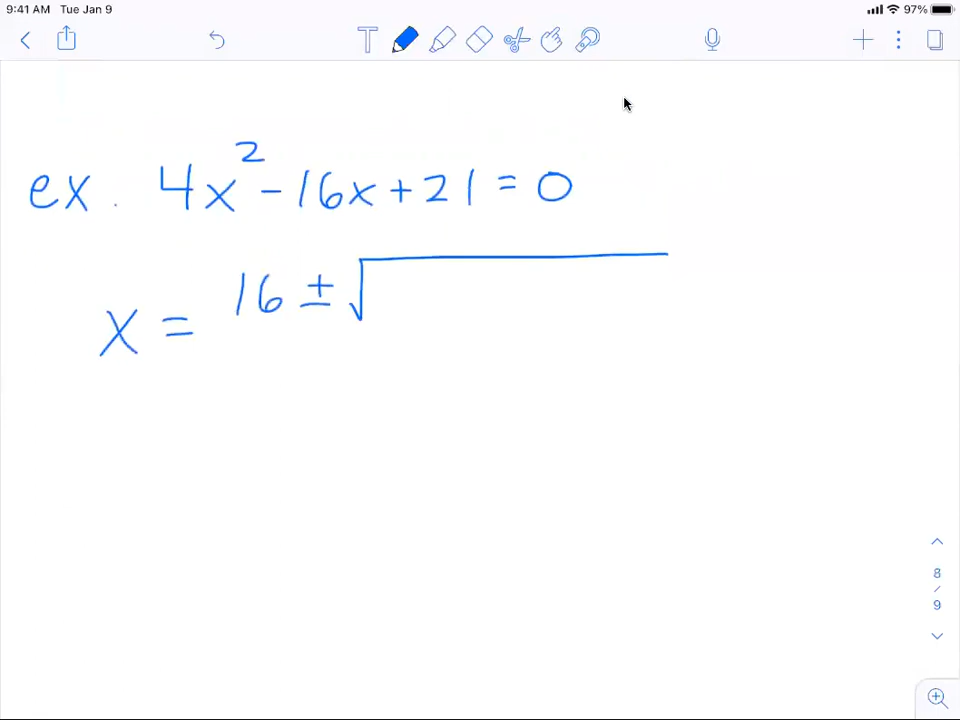 9:41 AM Tue Jan 9 97%
T
ex. 4x² -16x + 21 = 0
x = 16 ± √
8
/
9